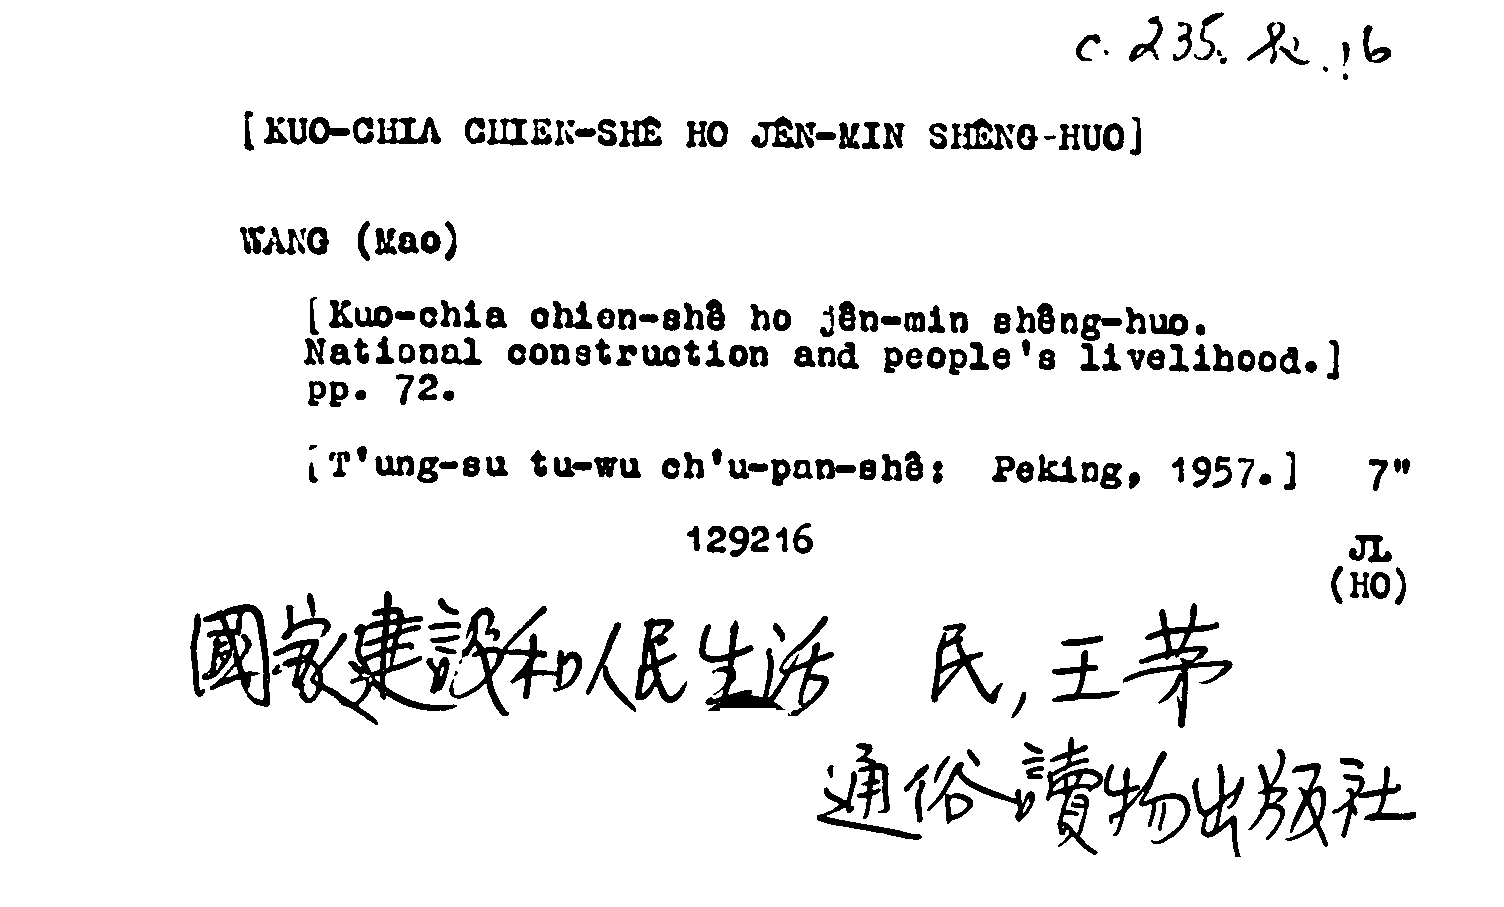 c. 235. k. 16
[KUO-CHIA CHIEN-SHÊ HO JÊN-MIN SHÊNG-HUO]
WANG (Mao)
[Kuo-chia chien-shê ho jên-min shêng-huo.
National construction and people's livelihood.]
pp. 72.
[T'ung-su tu-wu ch'u-pan-shê: Peking, 1957.] 7"
129216
JL
(HO)
國家建設和人民生活 民, 王茅
通俗讀物出版社